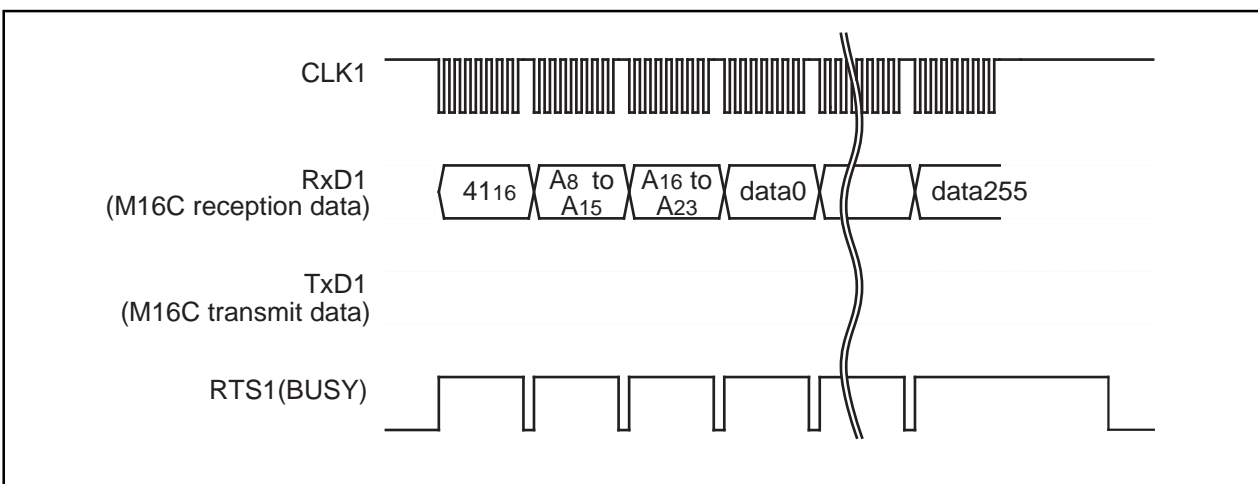 CLK1
RxD1
(M16C reception data)
4116
A8 to
A15
A16 to
A23
data0
data255
TxD1
(M16C transmit data)
RTS1(BUSY)